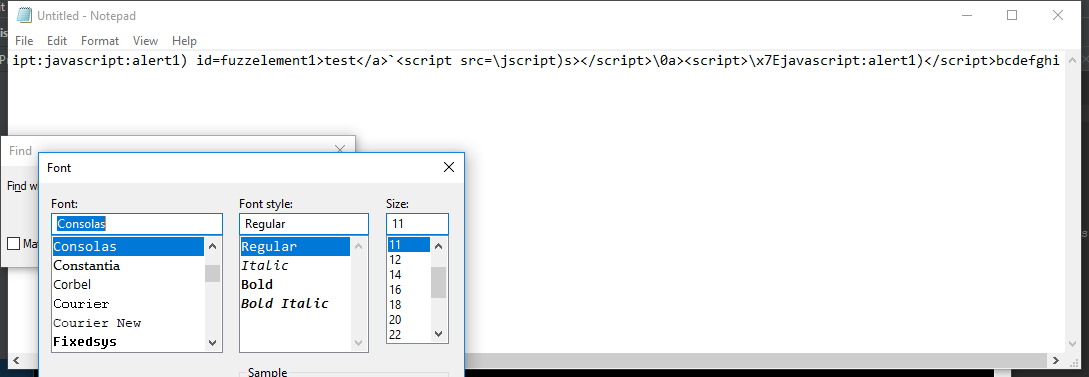 Untitled - Notepad
File Edit Format View Help
ipt:javascript:alert1) id=fuzzelement1>test</a>`<script src=\jscript)s></script>\0a><script>\x7Ejavascript:alert1)</script>bcdefghi
Find
Find w
Ma
Font
Font: Font style: Size:
Consolas Regular 11
Consolas Regular 11
Constantia Italic 12
Corbel Bold 14
Courier Bold Italic 16
Courier New 18
Fixedsys 20
22
Sample